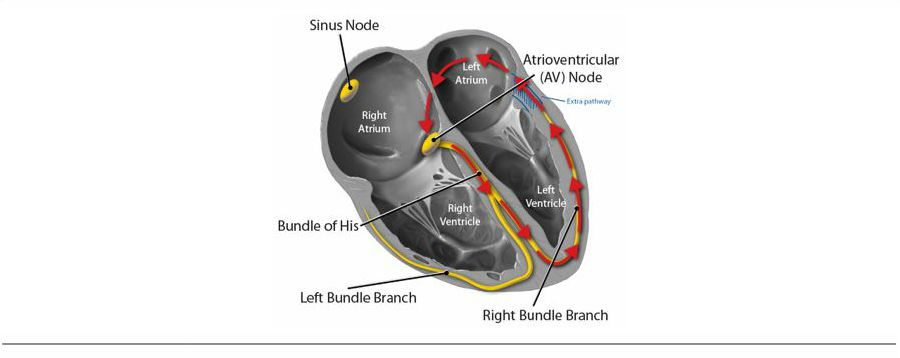 Sinus Node
Left
Atrium
Atrioventricular
(AV) Node
Extra pathway
Right
Atrium
Left
Ventricle
Right
Ventricle
Bundle of His
Left Bundle Branch
Right Bundle Branch